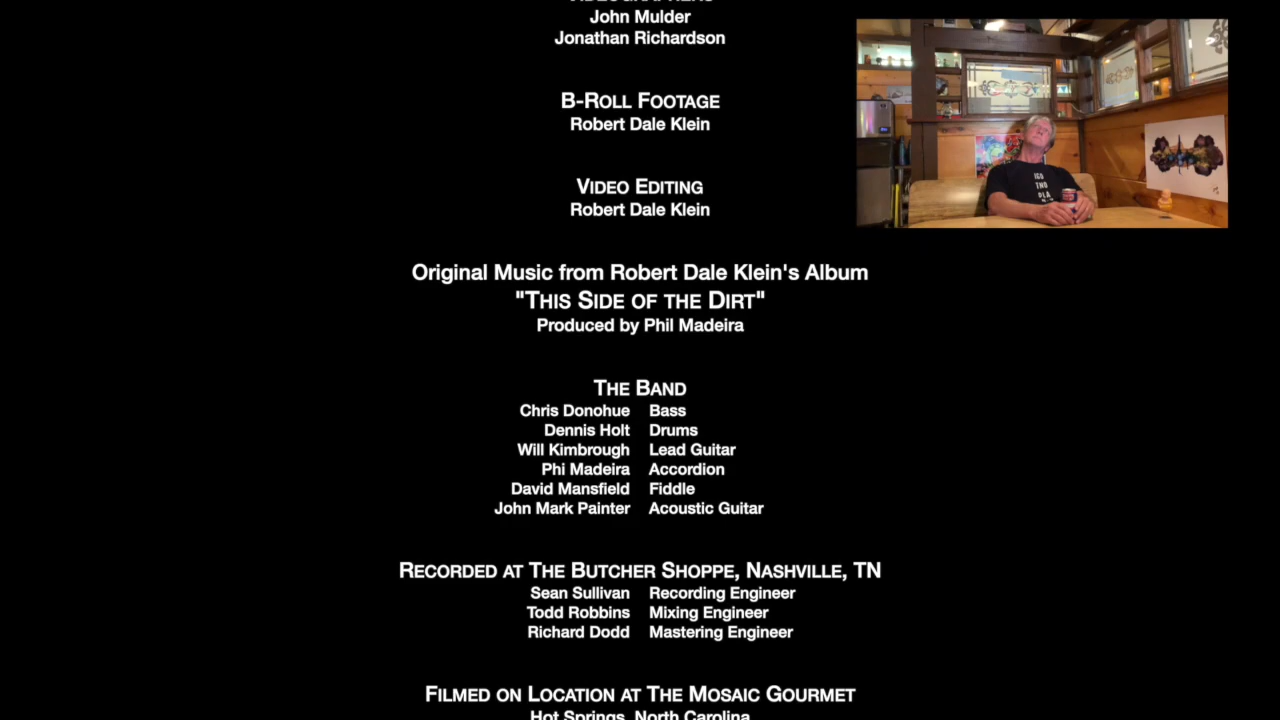 VIDEOGRAPHERS
John Mulder
Jonathan Richardson
B-ROLL FOOTAGE
Robert Dale Klein
VIDEO EDITING
Robert Dale Klein
Original Music from Robert Dale Klein's Album
"THIS SIDE OF THE DIRT"
Produced by Phil Madeira
THE BAND
Chris Donohue Bass
Dennis Holt Drums
Will Kimbrough Lead Guitar
Phi Madeira Accordion
David Mansfield Fiddle
John Mark Painter Acoustic Guitar
RECORDED AT THE BUTCHER SHOPPE, NASHVILLE, TN
Sean Sullivan Recording Engineer
Todd Robbins Mixing Engineer
Richard Dodd Mastering Engineer
FILMED ON LOCATION AT THE MOSAIC GOURMET
Hot Springs, North Carolina